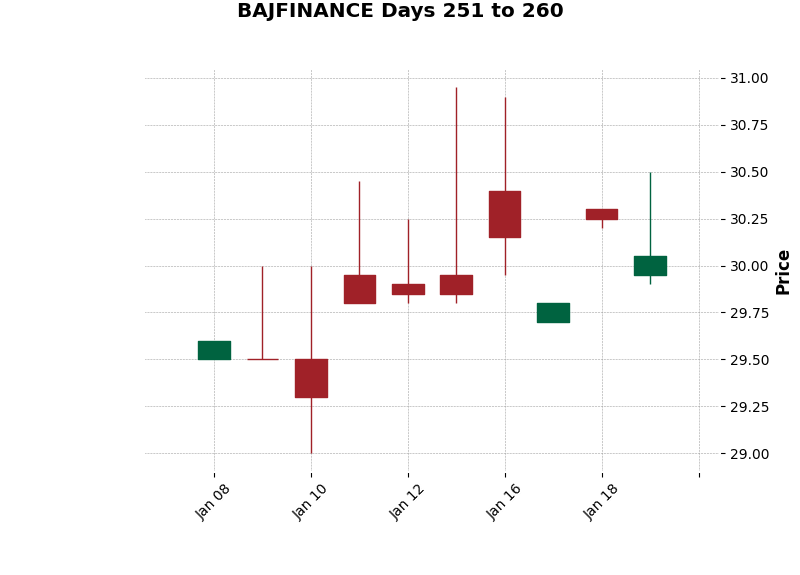 BAJFINANCE Days 251 to 260
31.00
30.75
30.50
30.25
30.00
29.75
29.50
29.25
29.00
Price
Jan 08
Jan 10
Jan 12
Jan 16
Jan 18